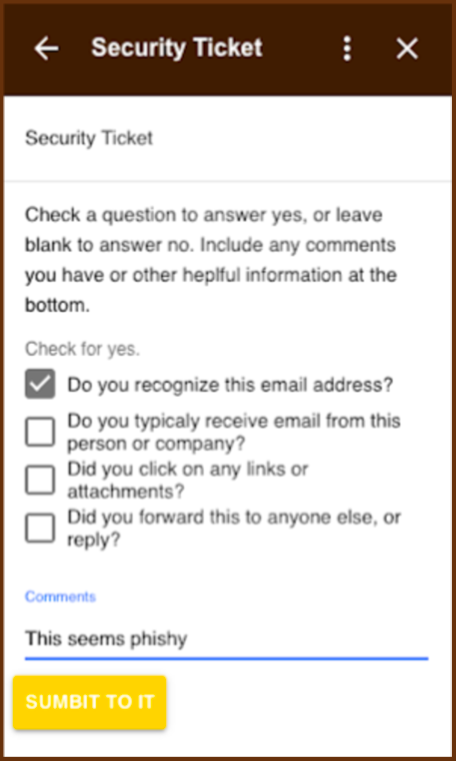 Security Ticket
Security Ticket
Check a question to answer yes, or leave
blank to answer no. Include any comments
you have or other heplful information at the
bottom.
Check for yes.
Do you recognize this email address?
Do you typicaly receive email from this
person or company?
Did you click on any links or
attachments?
Did you forward this to anyone else, or
reply?
Comments
This seems phishy
SUMBIT TO IT